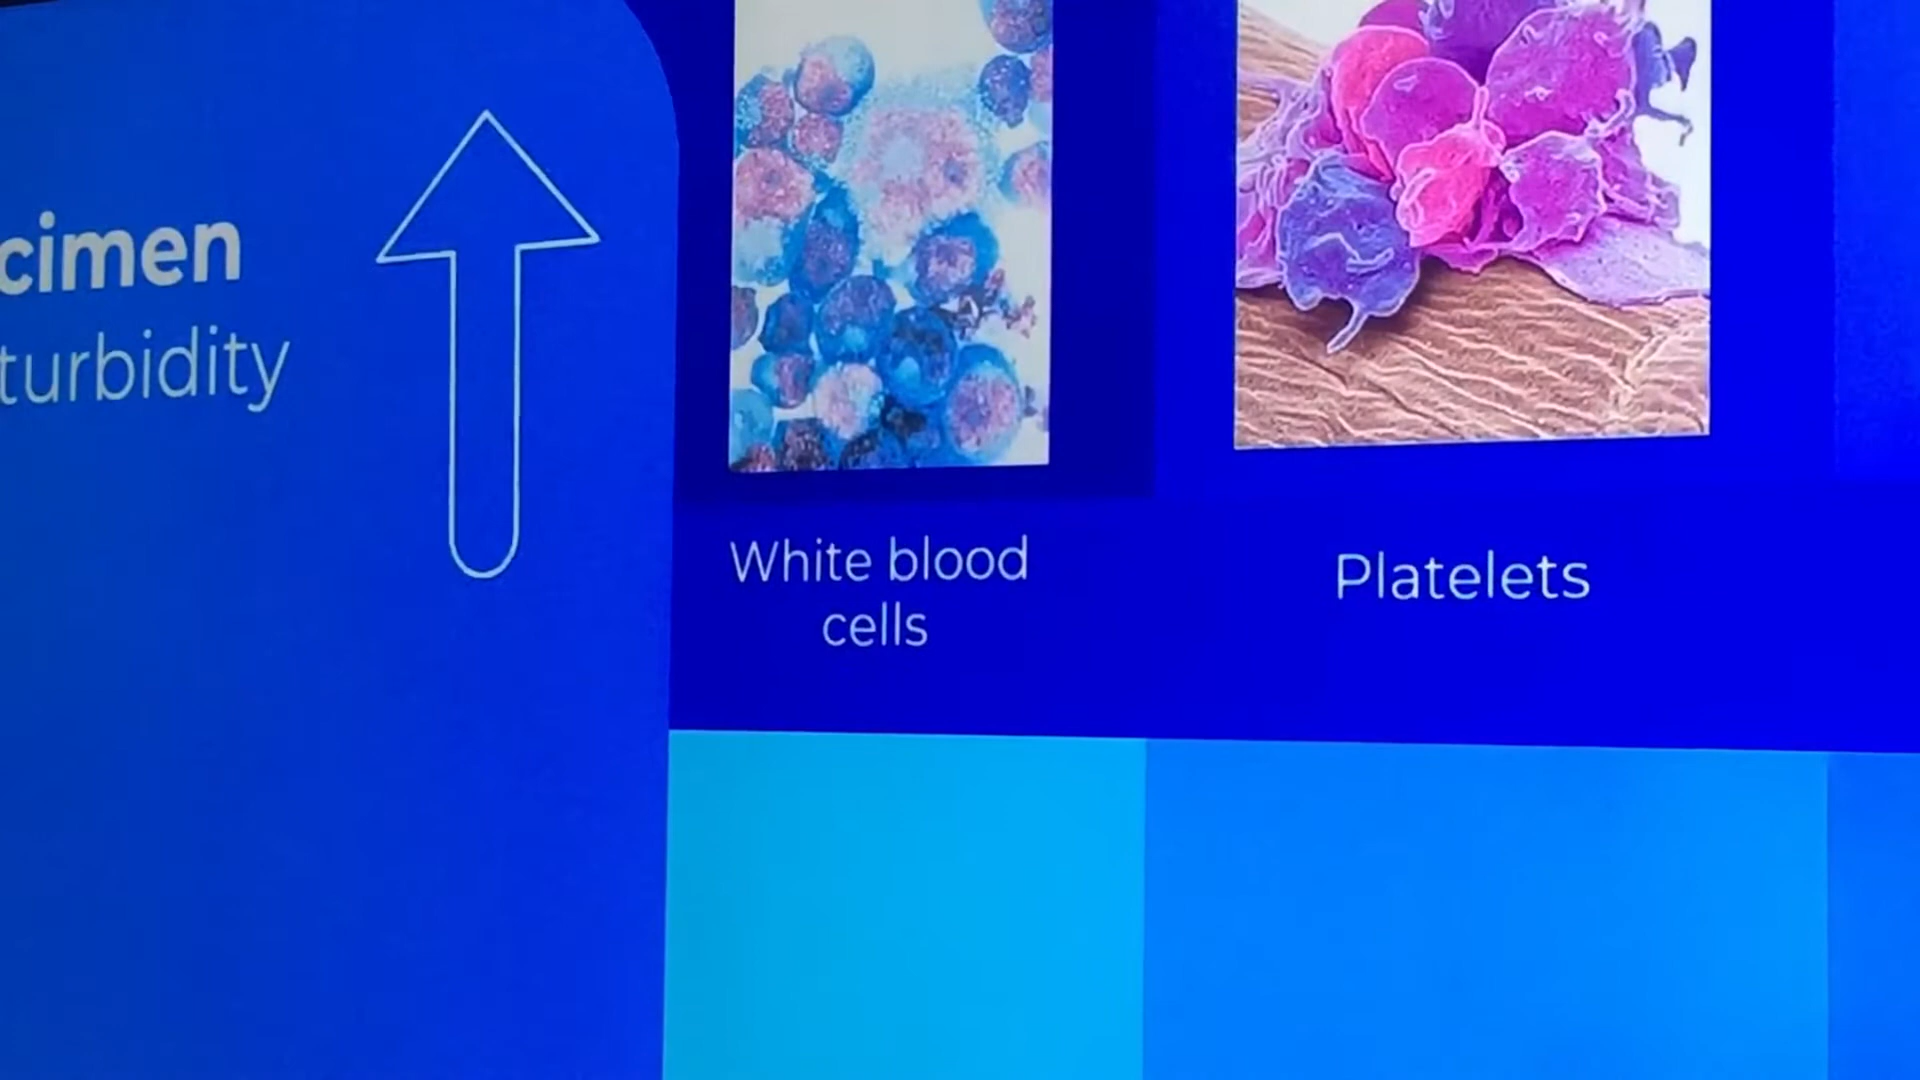 cimen
turbidity
White blood
cells
Platelets